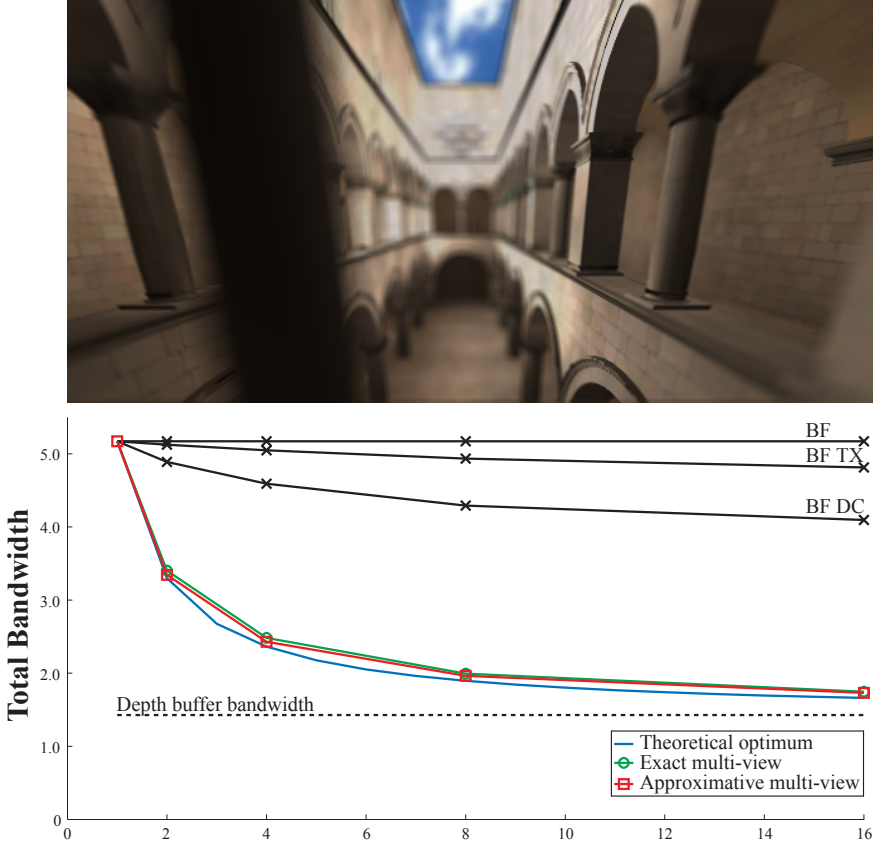 BF
5.0
BF TX
BF DC
4.0
Total Bandwidth
3.0
2.0
Depth buffer bandwidth
1.0
Theoretical optimum
Exact multi-view
Approximative multi-view
0
0 2 4 6 8 10 12 14 16